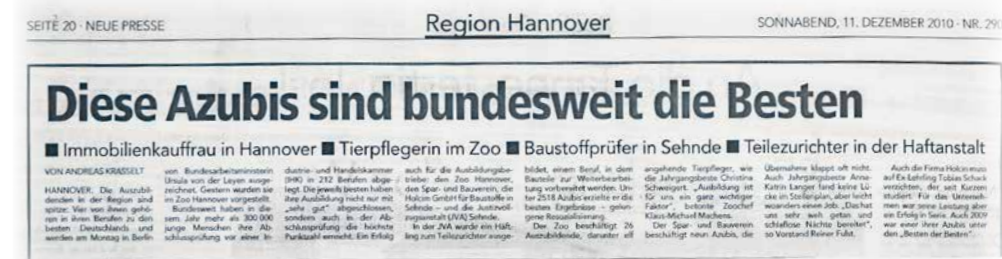 SEITE 20 · NEUE PRESSE
Region Hannover
SONNABEND, 11. DEZEMBER 2010 · NR. 290
Diese Azubis sind bundesweit die Besten
■ Immobilienkauffrau in Hannover ■ Tierpflegerin im Zoo ■ Baustoffprüfer in Sehnde ■ Teilezurichter in der Haftanstalt
VON ANDREAS KRASSELT
HANNOVER. Die Auszubil-
denden in der Region sind
spitze: Vier von ihnen gehö-
ren in ihren Berufen zu den
besten Deutschlands und
werden am Montag in Berlin
von Bundesarbeitsministerin
Ursula von der Leyen ausge-
zeichnet. Gestern wurden sie
im Zoo Hannover vorgestellt.
Bundesweit haben in die-
sem Jahr mehr als 300 000
junge Menschen ihre Ab-
schlussprüfung vor einer In-
dustrie- und Handelskammer
(IHK) in 212 Berufen abge-
legt. Die jeweils besten haben
ihre Ausbildung nicht nur mit
„sehr gut“ abgeschlossen,
sondern auch in der Ab-
schlussprüfung die höchste
Punktzahl erreicht. Ein Erfolg
auch für die Ausbildungsbe-
triebe: den Zoo Hannover,
den Spar- und Bauverein, die
Holcim GmbH für Baustoffe in
Sehnde – und die Justizvoll-
zugsanstalt (JVA) Sehnde.
In der JVA wurde ein Häft-
ling zum Teilezurichter ausge-
bildet, einem Beruf, in dem
Bauteile zur Weiterbearbei-
tung vorbereitet werden. Un-
ter 2518 Azubis erzielte er die
besten Ergebnisse – gelun-
gene Resozialisierung.
Der Zoo beschäftigt 26
Auszubildende, darunter elf
angehende Tierpfleger, wie
die Jahrgangsbeste Christina
Schweigert. „Ausbildung ist
für uns ein ganz wichtiger
Faktor“, betonte Zoochef
Klaus-Michael Machens.
Der Spar- und Bauverein
beschäftigt neun Azubis, die
Übernahme klappt oft nicht.
Auch Jahrgangsbeste Anne-
Katrin Langer fand keine Lü-
cke im Stellenplan, aber leicht
woanders einen Job. „Das hat
uns sehr weh getan und
schlaflose Nächte bereitet“,
so Vorstand Reiner Fulst.
Auch die Firma Holcim muss
auf Ex-Lehrling Tobias Schack
verzichten, der seit Kurzem
studiert. Für das Unterneh-
men war seine Leistung aber
ein Erfolg in Serie. Auch 2009
war einer ihrer Azubis unter
den „Besten der Besten“.